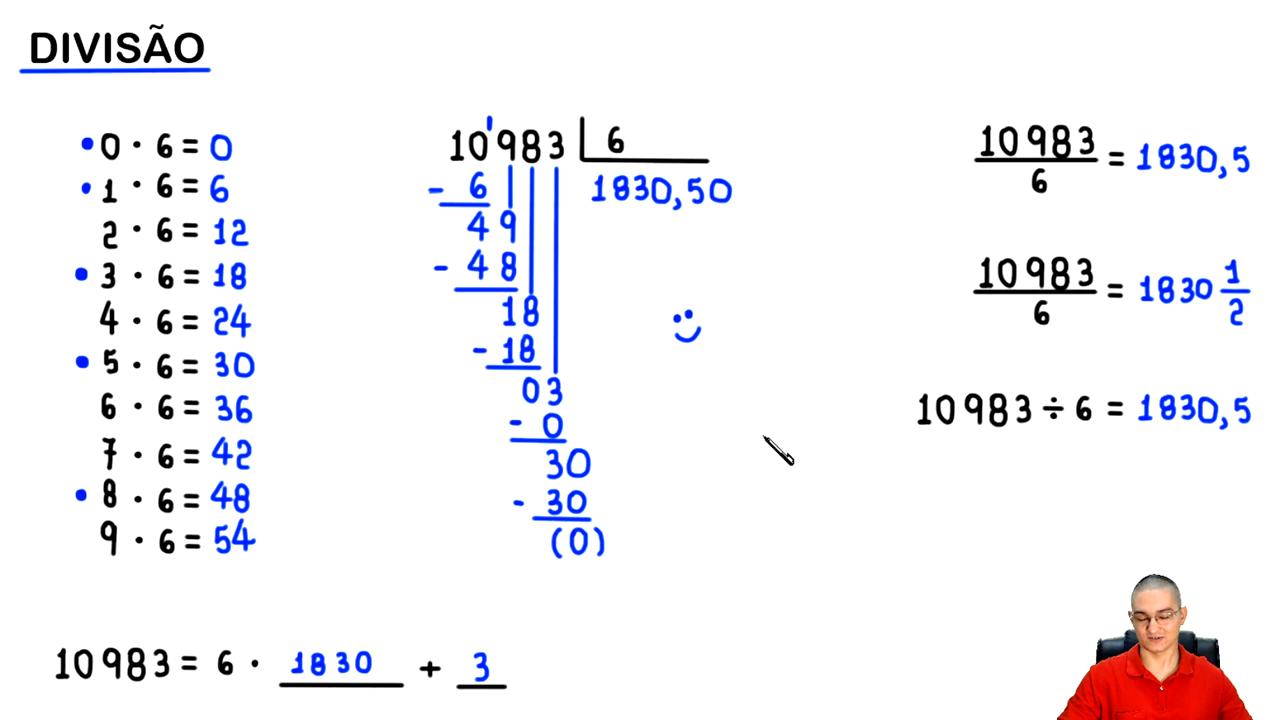 DIVISÃO
0 · 6 = 0
1 · 6 = 6
2 · 6 = 12
3 · 6 = 18
4 · 6 = 24
5 · 6 = 30
6 · 6 = 36
7 · 6 = 42
8 · 6 = 48
9 · 6 = 54
10'983 6
- 6 1830,50
49
- 48
18
- 18
03
- 0
30
- 30
(0)
10983
6
= 1830,5
10983
6
= 1830 1/2
10983 ÷ 6 = 1830,5
10983 = 6 · 1830 + 3